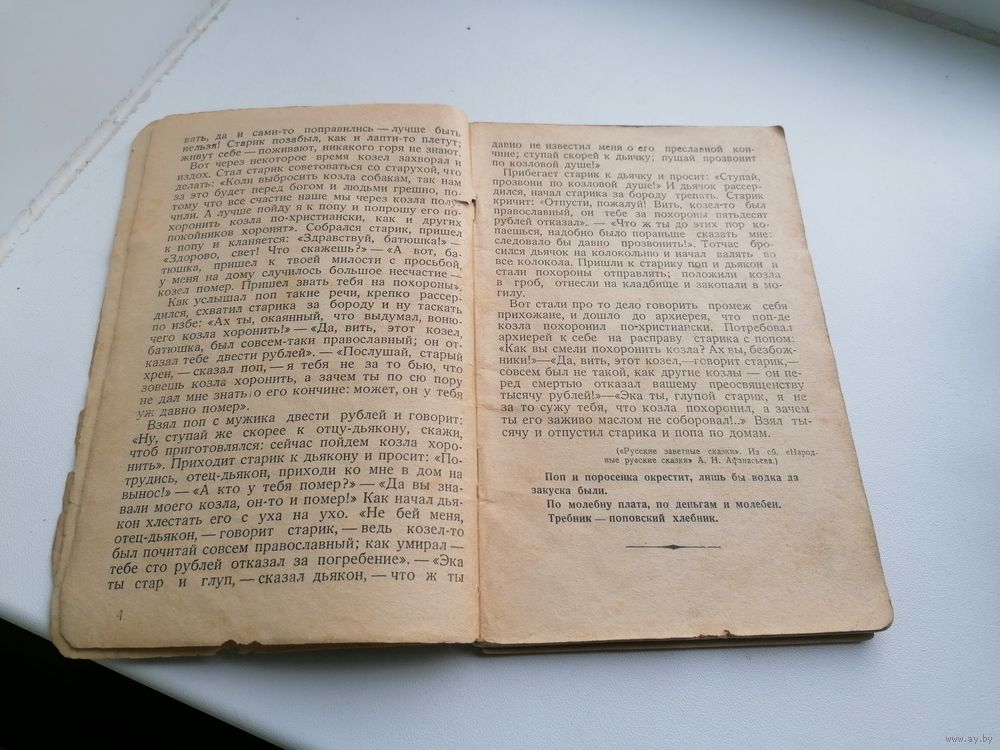 вать, да и сами-то поправились — лучше быть
нельзя! Старик позабыл, как и лапти-то плетут;
живут себе — поживают, никакого горя не знают.
Вот через некоторое время козел захворал и
издох. Стал старик советоваться со старухой, что
делать: «Коли выбросить козла собакам, так нам
за это будет перед богом и людьми грешно, по-
тому что все счастие наше мы через козла полу-
чили. А лучше пойду я к попу и попрошу его по-
хоронить козла по-христиански, как и других
покойников хоронят». Собрался старик, пришел
к попу и кланяется: «Здравствуй, батюшка!» —
«Здорово, свет! Что скажешь?» — «А вот, ба-
тюшка, пришел к твоей милости с просьбой,
у меня на дому случилось большое несчастие —
козел помер. Пришел звать тебя на похороны».
Как услышал поп такие речи, крепко рассер-
дился, схватил старика за бороду и ну таскать
по избе: «Ах ты, окаянный, что выдумал, воню-
чего козла хоронить!» — «Да, вить, этот козел,
батюшка, был совсем-таки православный; он от-
казал тебе двести рублей». — «Послушай, старый
хрен, — сказал поп, — я тебя не за то бью, что
зовешь козла хоронить, а зачем ты по сю пору
не дал мне знать о его кончине: может, он у тебя
уж давно помер».
Взял поп с мужика двести рублей и говорит:
«Ну, ступай же скорее к отцу-дьякону, скажи,
чтоб приготовлялся: сейчас пойдем козла хоро-
нить». Приходит старик к дьякону и просит: «По-
трудись, отец-дьякон, приходи ко мне в дом на
вынос!» — «А кто у тебя помер?» — «Да вы зна-
вали моего козла, он-то и помер!» Как начал дья-
кон хлестать его с уха на ухо. «Не бей меня,
отец-дьякон, — говорит старик, — ведь козел-то
был почитай совсем православный; как умирал —
тебе сто рублей отказал за погребение». — «Эка
ты стар и глуп, — сказал дьякон, — что ж ты
4
давно не известил меня о его преславной кон-
чине; ступай скорей к дьячку; пущай прозвонит
по козловой душе!»
Прибегает старик к дьячку и просит: «Ступай,
прозвони по козловой душе!» И дьячок рассер-
дился, начал старика за бороду трепать. Старик
кричит: «Отпусти, пожалуй! Вить, козел-то был
православный, он тебе за похороны пятьдесят
рублей отказал». — «Что ж ты до этих пор ко-
паешься, надобно было пораньше сказать мне:
следовало бы давно прозвонить!». Тотчас бро-
сился дьячок на колокольню и начал валять во
все колокола. Пришли к старику поп и дьякон и
стали похороны отправлять; положили козла
в гроб, отнесли на кладбище и закопали в мо-
гилу.
Вот стали про то дело говорить промеж себя
прихожане, и дошло до архиерея, что поп-де
козла похоронил по-христиански. Потребовал
архиерей к себе на расправу старика с попом:
«Как вы смели похоронить козла? Ах вы, безбож-
ники!»—«Да, вить, этот козел,—говорит старик,—
совсем был не такой, как другие козлы — он пе-
ред смертью отказал вашему преосвященству
тысячу рублей!»—«Эка ты, глупой старик, я не
за то сужу тебя, что козла похоронил, а зачем
ты его заживо маслом не соборовал!..» Взял ты-
сячу и отпустил старика и попа по домам.
(«Русские заветные сказки». Из сб. «Народ-
ные русские сказки» А. Н. Афанасьева.)
Поп и поросенка окрестит, лишь бы водка да
закуска были.
По молебну плата, по деньгам и молебен.
Требник — поповский хлебник.
www.ay.by